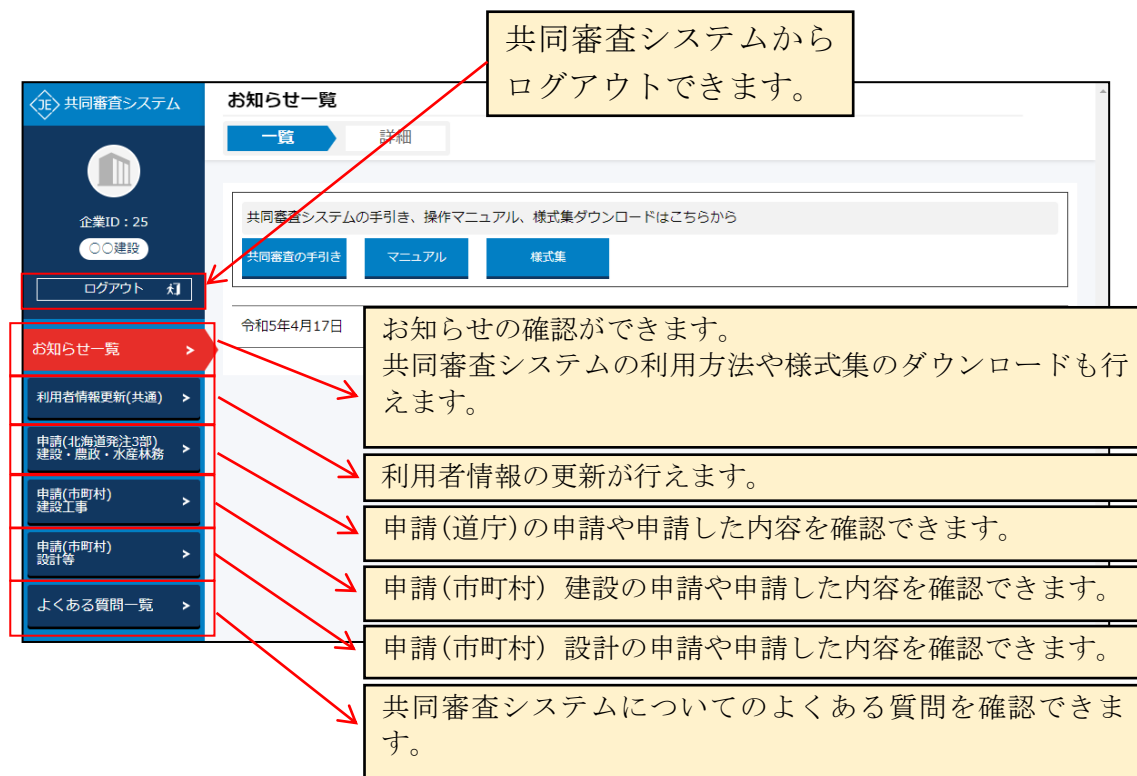 共同審査システムから
ログアウトできます。
JE 共同審査システム
企業ID：25
〇〇建設
ログアウト
お知らせ一覧
利用者情報更新(共通)
申請(北海道発注3部)
建設・農政・水産林務
申請(市町村)
建設工事
申請(市町村)
設計等
よくある質問一覧
お知らせ一覧
一覧
詳細
共同審査システムの手引き、操作マニュアル、様式集ダウンロードはこちらから
共同審査の手引き
マニュアル
様式集
令和5年4月17日
お知らせの確認ができます。
共同審査システムの利用方法や様式集のダウンロードも行
えます。
利用者情報の更新が行えます。
申請(道庁)の申請や申請した内容を確認できます。
申請(市町村) 建設の申請や申請した内容を確認できます。
申請(市町村) 設計の申請や申請した内容を確認できます。
共同審査システムについてのよくある質問を確認できま
す。